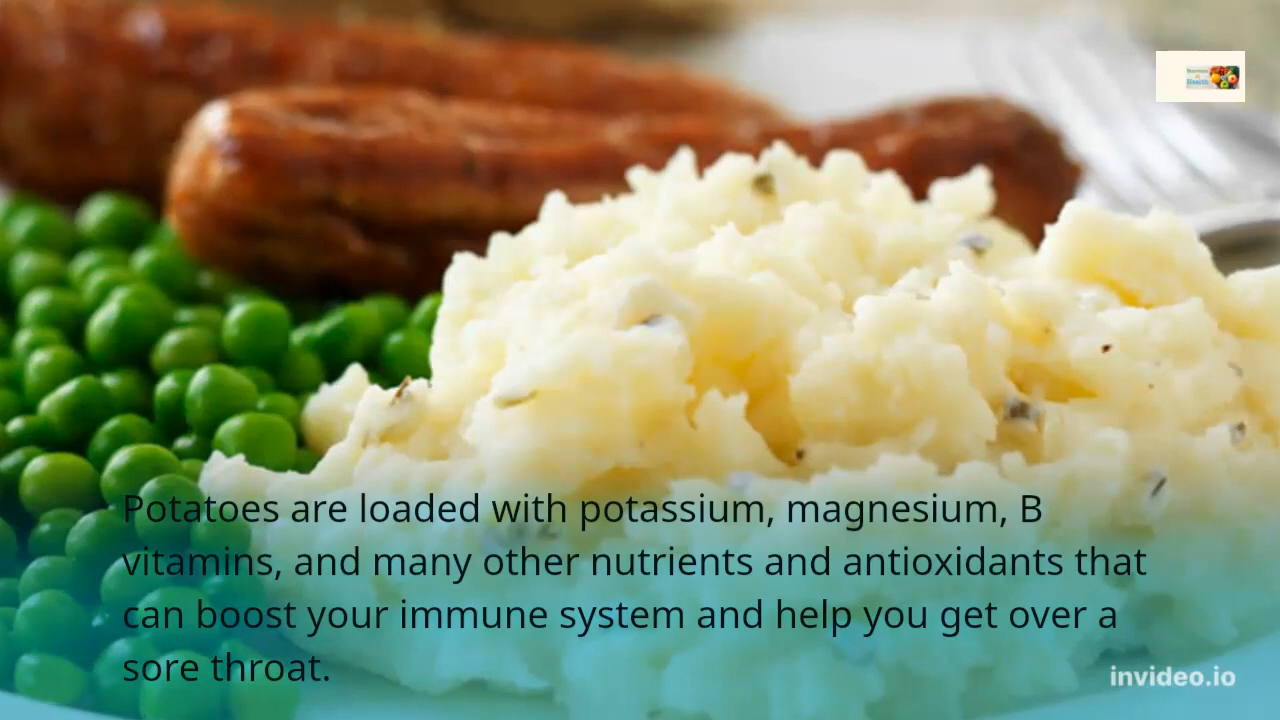 Potatoes are loaded with potassium, magnesium, B
vitamins, and many other nutrients and antioxidants that
can boost your immune system and help you get over a
sore throat.
invideo.io